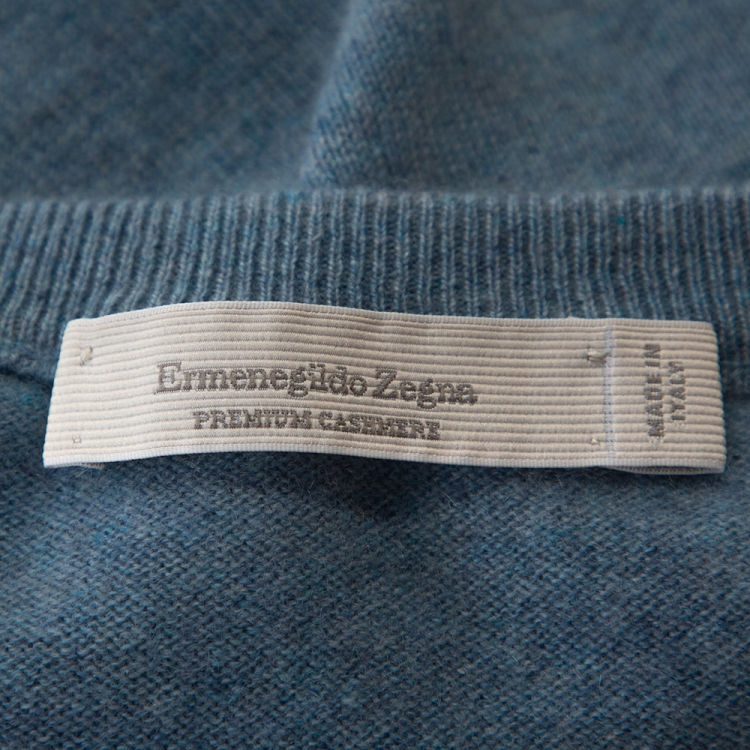 Ermenegildo Zegna
PREMIUM CASHMERE
MADE IN
ITALY